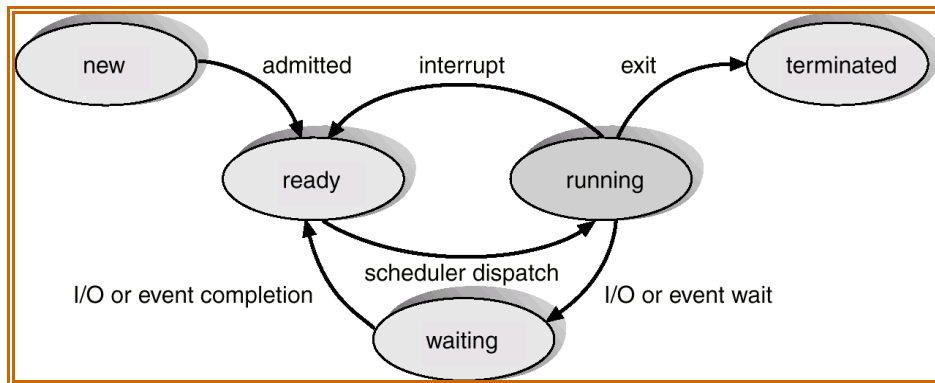 new
admitted
interrupt
exit
terminated
ready
running
scheduler dispatch
I/O or event completion
I/O or event wait
waiting